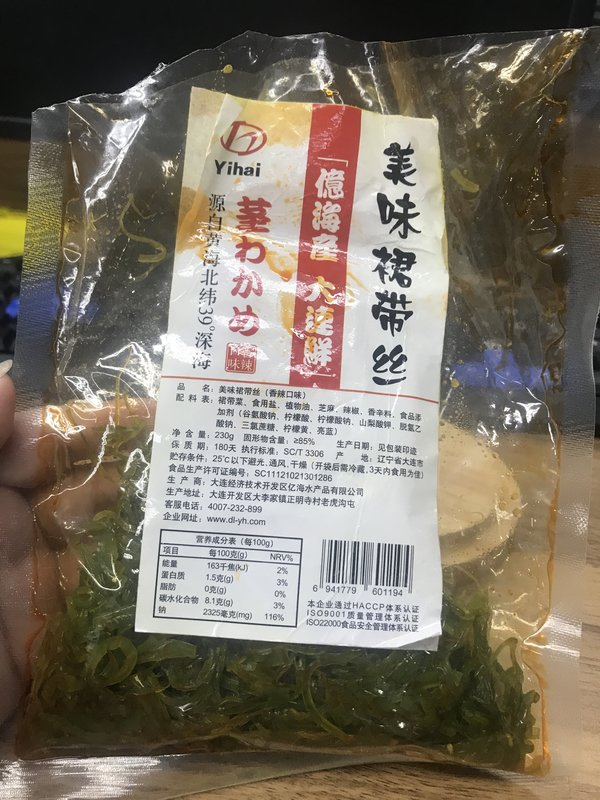 Yihai
美味裙带丝
「億海産 大連鮮」
茎わかめ
香辣味
源自黄海北纬39°深海
品 名：美味裙带丝（香辣口味）
配 料 表：裙带菜、食用盐、植物油、芝麻、辣椒、香辛料，食品添
加剂（谷氨酸钠、柠檬酸、柠檬酸钠、山梨酸钾、脱氢乙
酸钠、三氯蔗糖、柠檬黄、亮蓝）
净 含 量：230g 固形物含量：≥85% 生产日期：见包装印迹
保 质 期：180天 执行标准：SC/T 3306 产 地：辽宁省大连市
贮存条件：25℃以下避光、通风、干燥（开袋后需冷藏，3天内食用为佳）
食品生产许可证编号：SC11121021301286
生 产 商：大连经济技术开发区亿海水产品有限公司
生产地址：大连开发区大李家镇正明寺村老虎沟屯
客服电话：4007-232-899
企业网址：www.dl-yh.com
营养成分表（每100g）
项目 每100克(g) NRV%
能量 163千焦(kJ) 2%
蛋白质 1.5克(g) 3%
脂肪 0克(g) 0%
碳水化合物 8.1克(g) 3%
钠 2325毫克(mg) 116%
6 941779 601194
本企业通过HACCP体系认证
ISO9001质量管理体系认证
ISO22000食品安全管理体系认证